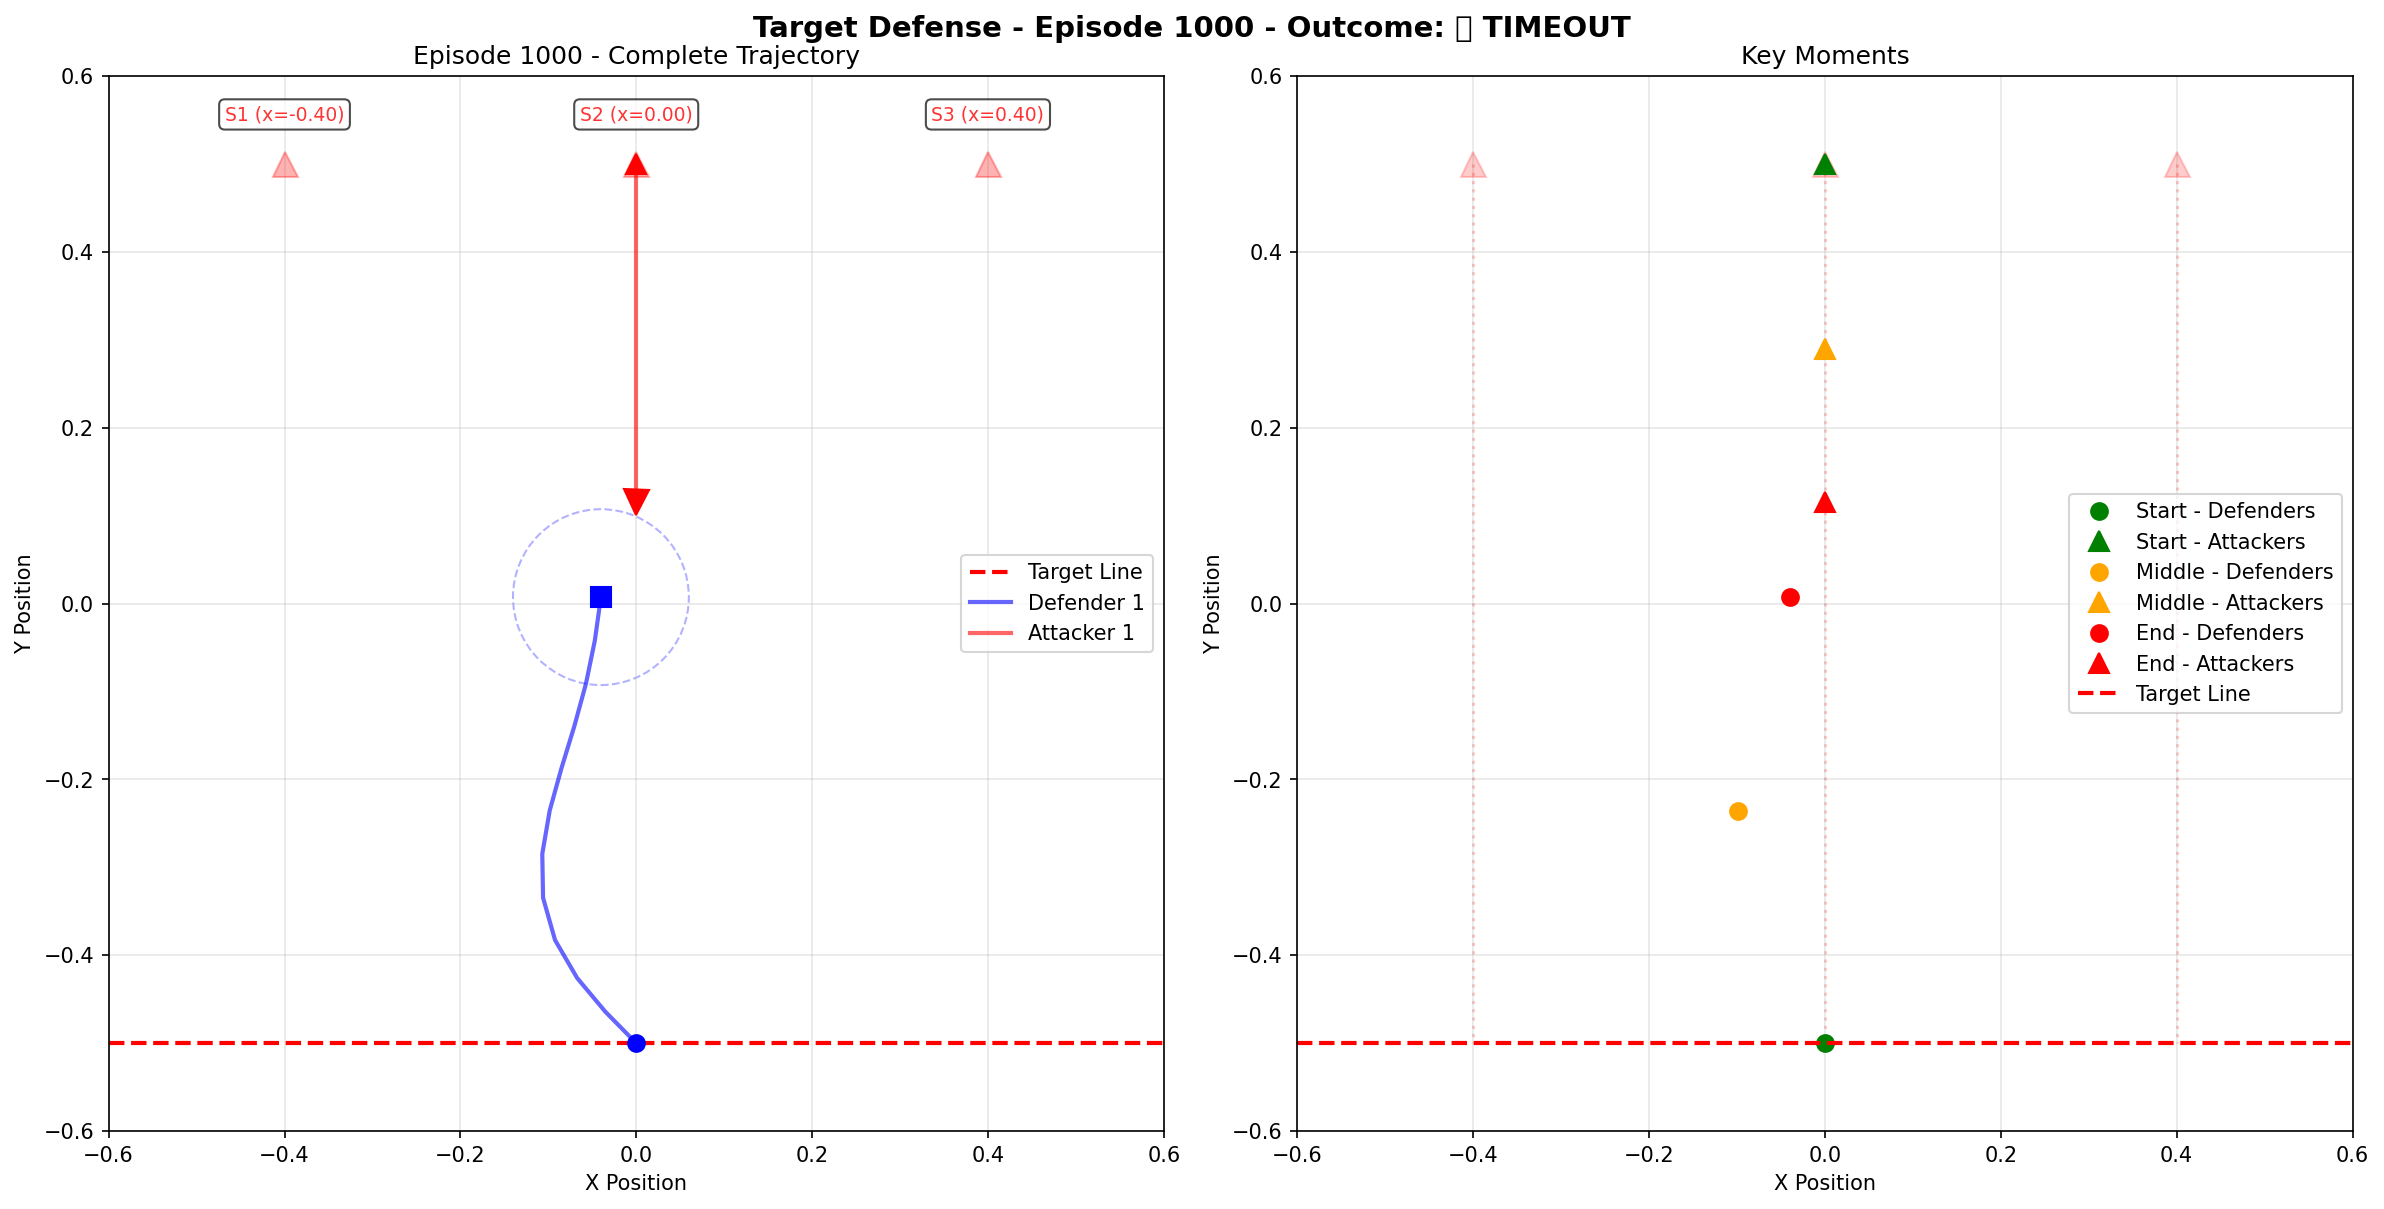 Target Defense - Episode 1000 - Outcome: ▯ TIMEOUT
Episode 1000 - Complete Trajectory
S1 (x=-0.40)
S2 (x=0.00)
S3 (x=0.40)
0.6
0.4
0.2
0.0
−0.2
−0.4
−0.6
Y Position
Target Line
Defender 1
Attacker 1
−0.6
−0.4
−0.2
0.0
0.2
0.4
0.6
X Position
Key Moments
0.6
0.4
0.2
0.0
−0.2
−0.4
−0.6
Y Position
Start - Defenders
Start - Attackers
Middle - Defenders
Middle - Attackers
End - Defenders
End - Attackers
Target Line
−0.6
−0.4
−0.2
0.0
0.2
0.4
0.6
X Position